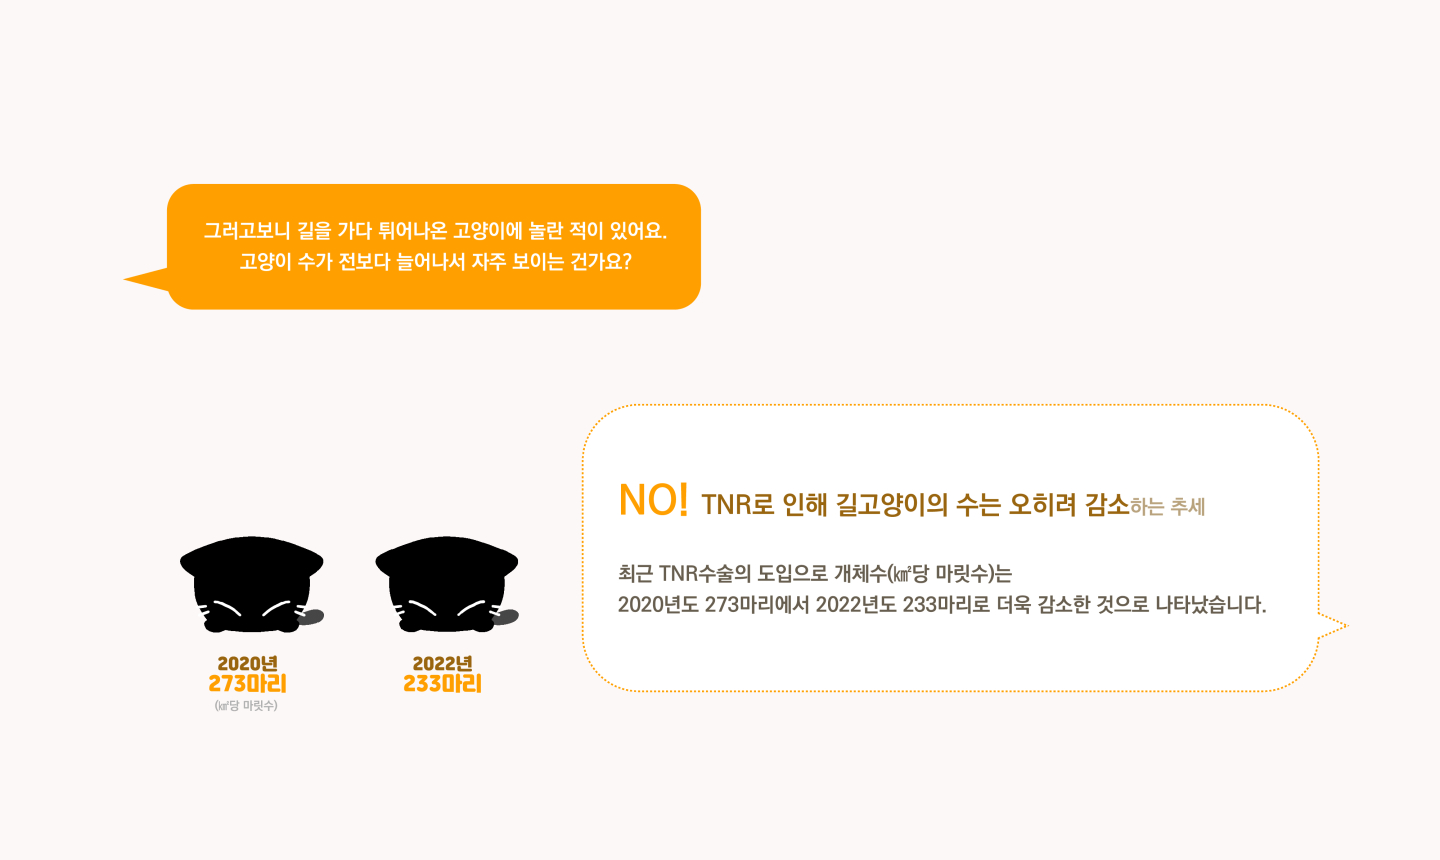 그러고보니 길을 가다 튀어나온 고양이에 놀란 적이 있어요.
고양이 수가 전보다 늘어나서 자주 보이는 건가요?
NO! TNR로 인해 길고양이의 수는 오히려 감소하는 추세
최근 TNR수술의 도입으로 개체수(㎢당 마릿수)는
2020년도 273마리에서 2022년도 233마리로 더욱 감소한 것으로 나타났습니다.
2020년
273마리
(㎢당 마릿수)
2022년
233마리